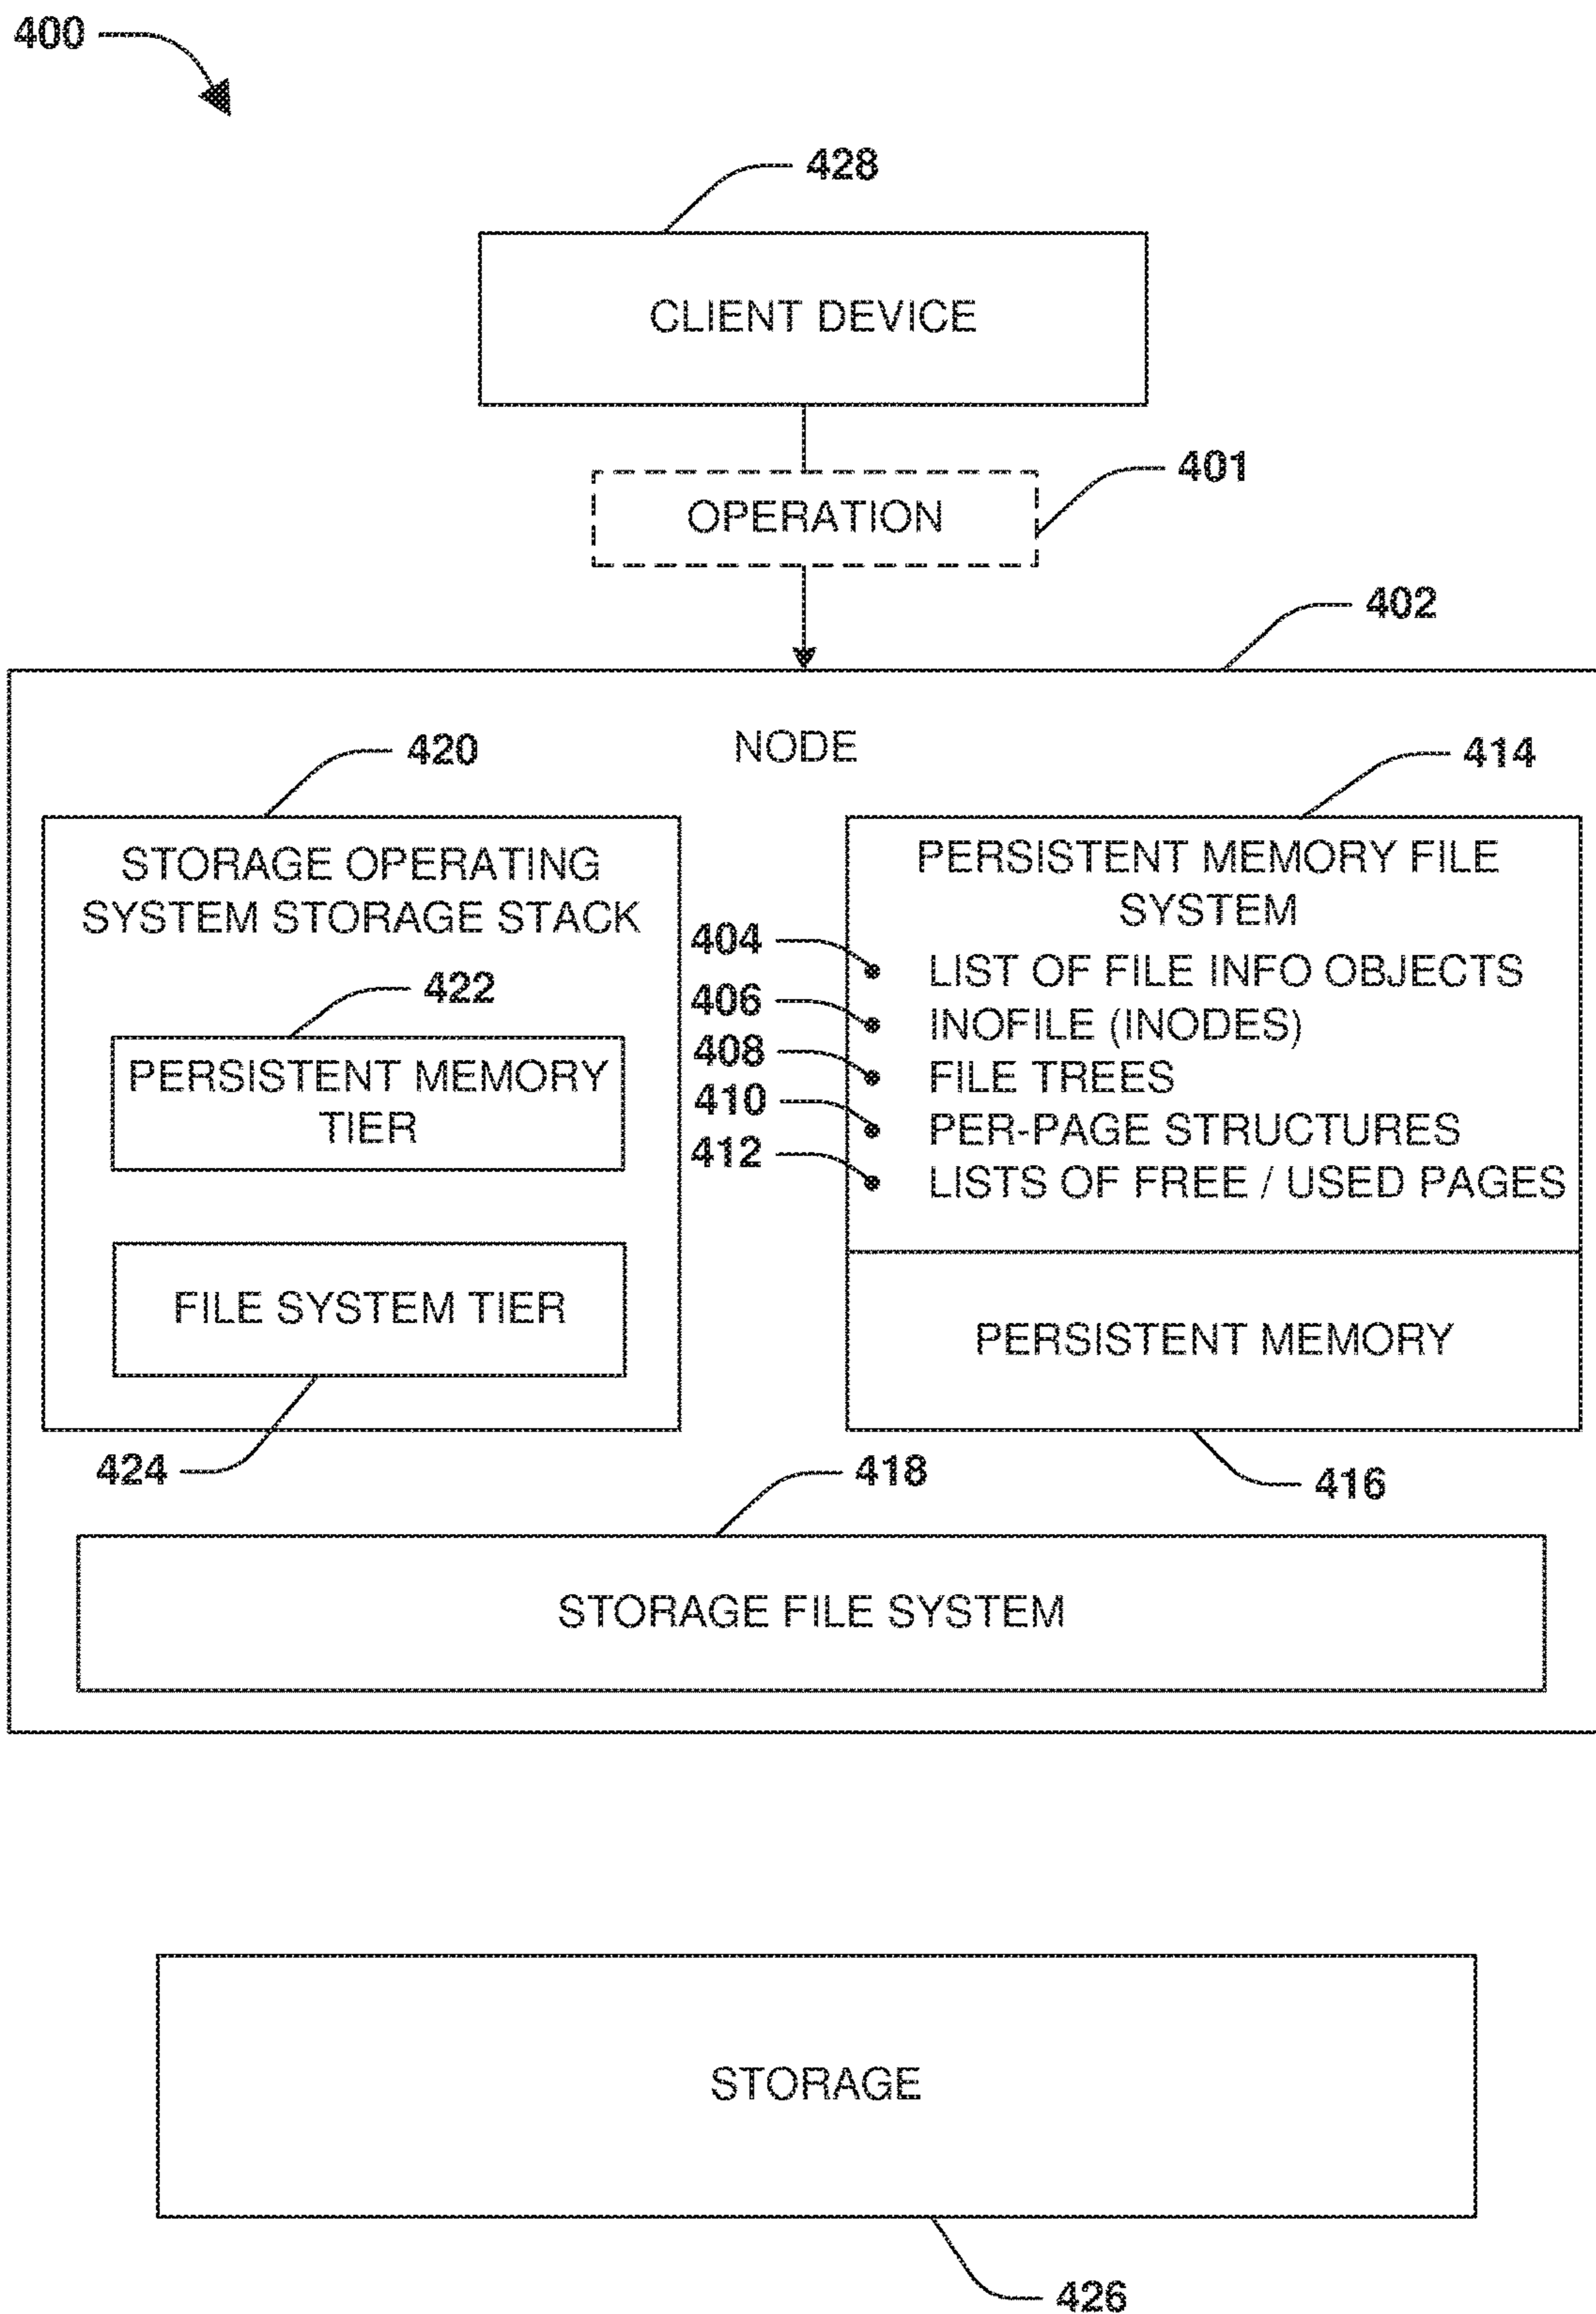 400
428
CLIENT DEVICE
401
OPERATION
402
NODE
420
STORAGE OPERATING
SYSTEM STORAGE STACK
422
PERSISTENT MEMORY
TIER
FILE SYSTEM TIER
424
414
PERSISTENT MEMORY FILE
SYSTEM
404 LIST OF FILE INFO OBJECTS
406 INOFILE (INODES)
408 FILE TREES
410 PER-PAGE STRUCTURES
412 LISTS OF FREE / USED PAGES
PERSISTENT MEMORY
416
418
STORAGE FILE SYSTEM
STORAGE
426